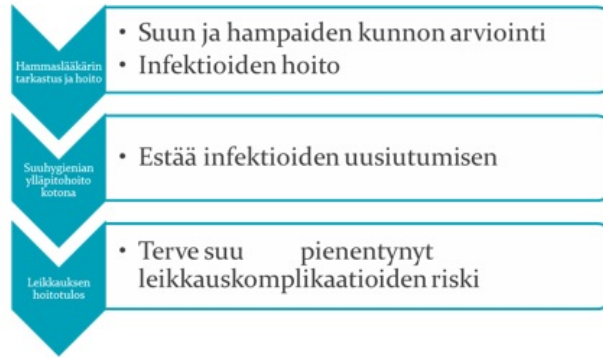 Hammaslääkärin
tarkastus ja hoito
• Suun ja hampaiden kunnon arviointi
• Infektioiden hoito
Suuhygienian
ylläpitohoito
kotona
• Estää infektioiden uusiutumisen
Leikkauksen
hoitotulos
• Terve suu pienentynyt
leikkauskomplikaatioiden riski